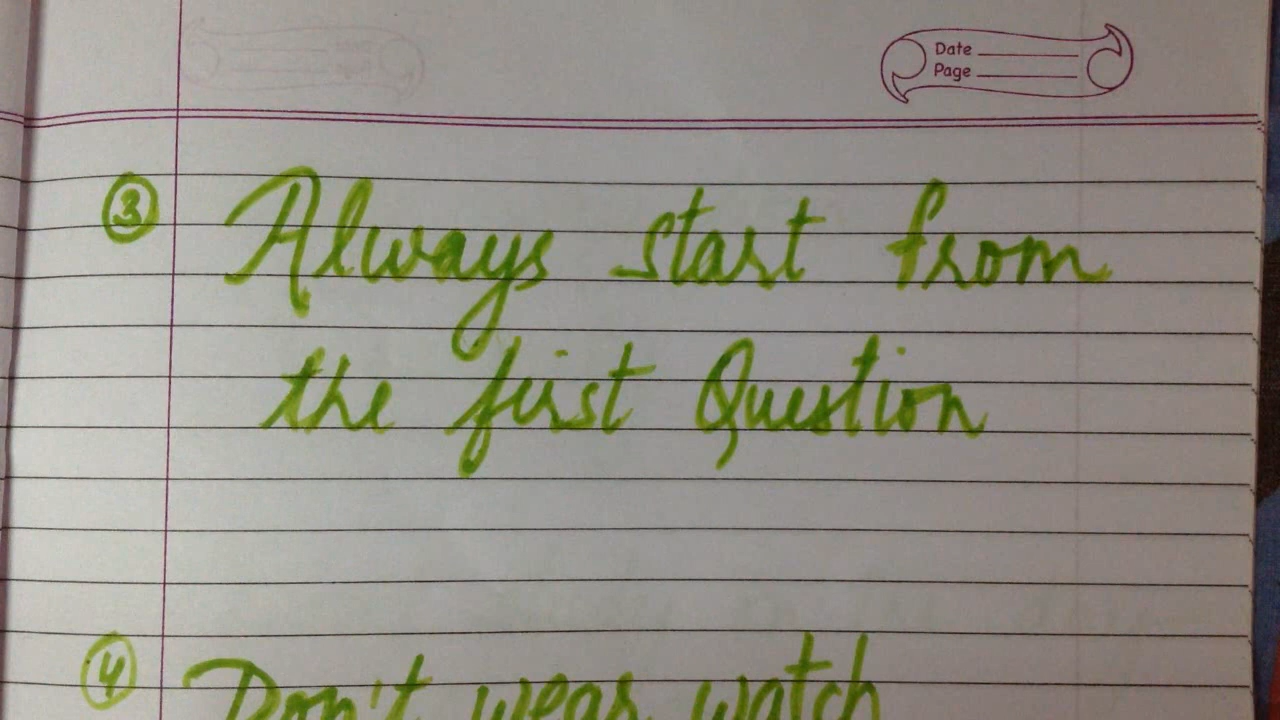 Date
Page
③ Always start from
the first Question
④ Don't wear watch